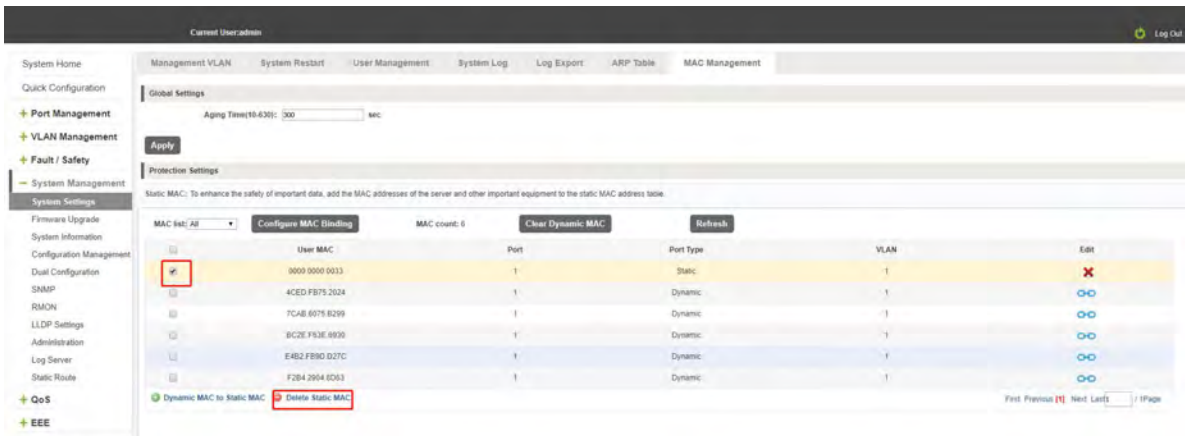 Current User:admin
Log Out
System Home
Quick Configuration
Port Management
VLAN Management
Fault / Safety
System Management
System Settings
Firmware Upgrade
System Information
Configuration Management
Dual Configuration
SNMP
RMON
LLDP Settings
Administration
Log Server
Static Route
QoS
EEE
Management VLAN System Restart User Management System Log Log Export ARP Table MAC Management
Global Settings
Aging Time(10-630): 300 sec
Apply
Protection Settings
Static MAC: To enhance the safety of important data, add the MAC addresses of the server and other important equipment to the static MAC address table.
MAC list: All Configure MAC Binding MAC count: 6 Clear Dynamic MAC Refresh
User MAC Port Port Type VLAN Edit
0000.0000.0033 1 Static 1
4CED.FB75.2024 1 Dynamic 1
7CAB.6075.B299 1 Dynamic 1
BC2E.F63E.6930 1 Dynamic 1
E4B2.FB9D.D27C 1 Dynamic 1
F2B4.2904.6D63 1 Dynamic 1
Dynamic MAC to Static MAC Delete Static MAC
First Previous [1] Next Last 1 / 1Page